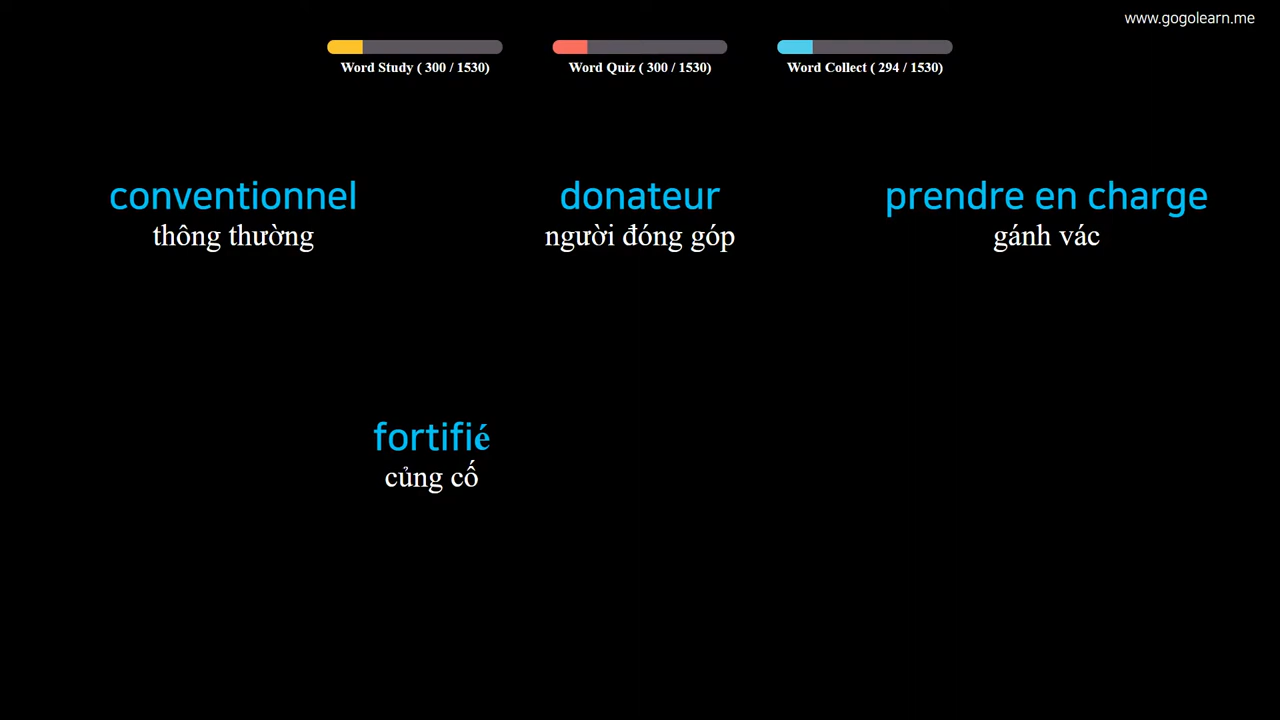 www.gogolearn.me
Word Study ( 300 / 1530)
Word Quiz ( 300 / 1530)
Word Collect ( 294 / 1530)
conventionnel
thông thường
donateur
người đóng góp
prendre en charge
gánh vác
fortifié
củng cố